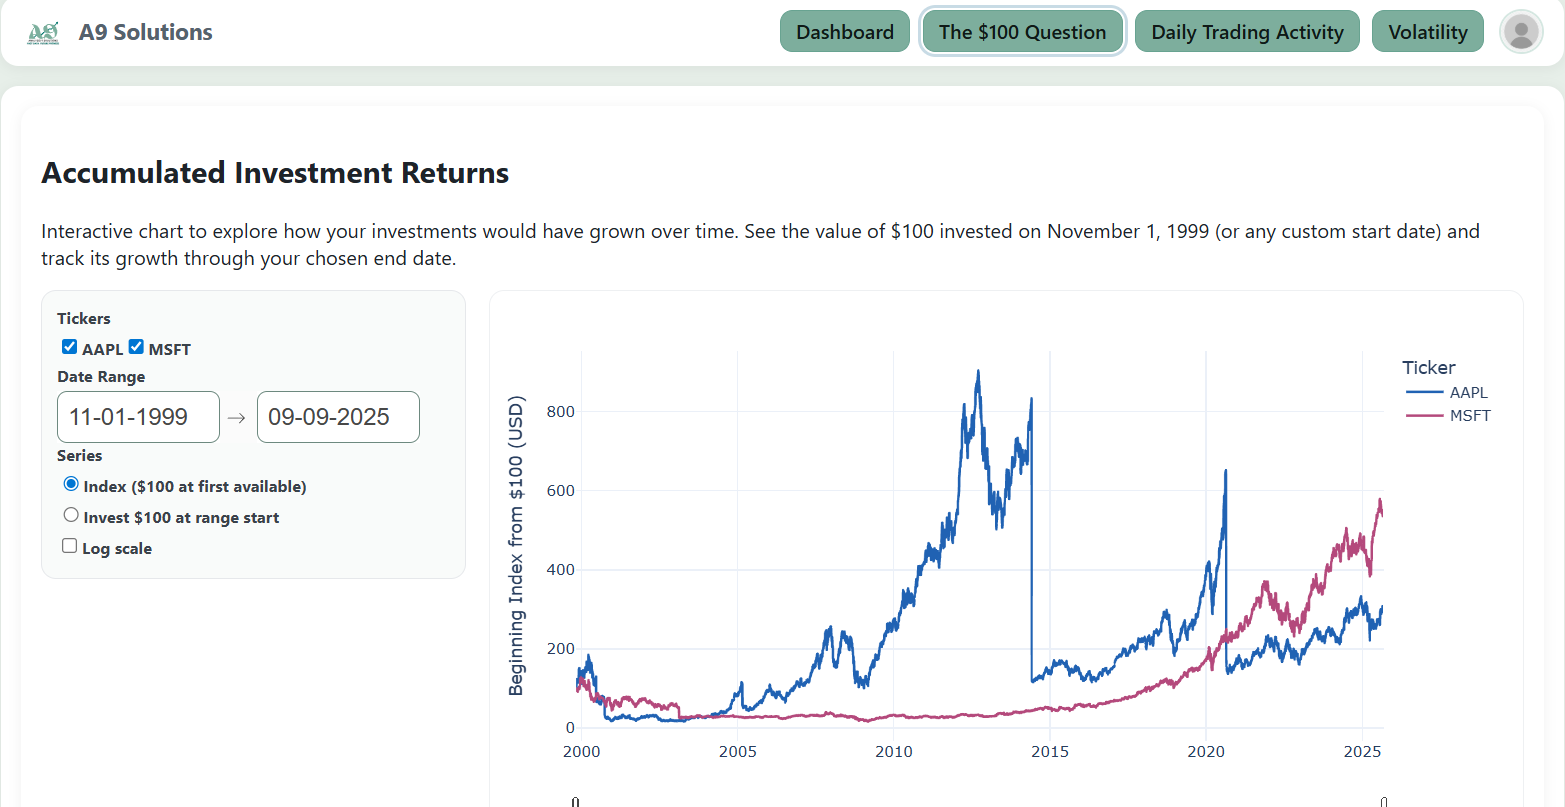 A9 Solutions
Dashboard
The $100 Question
Daily Trading Activity
Volatility
Accumulated Investment Returns
Interactive chart to explore how your investments would have grown over time. See the value of $100 invested on November 1, 1999 (or any custom start date) and
track its growth through your chosen end date.
Tickers
AAPL MSFT
Date Range
11-01-1999 → 09-09-2025
Series
Index ($100 at first available)
Invest $100 at range start
Log scale
Beginning Index from $100 (USD)
800
600
400
200
0
2000 2005 2010 2015 2020 2025
Ticker
AAPL
MSFT